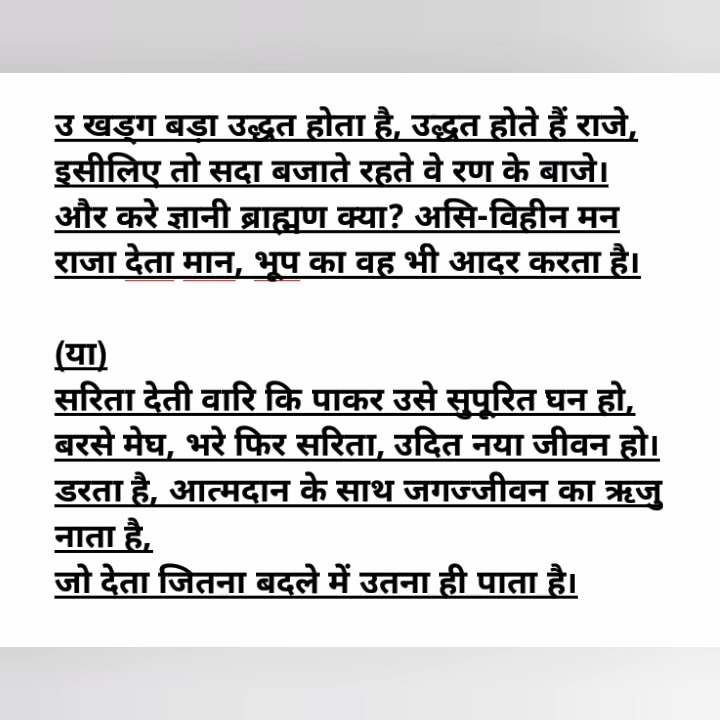 उ खड्ग बड़ा उद्धत होता है, उद्धत होते हैं राजे,
इसीलिए तो सदा बजाते रहते वे रण के बाजे।
और करे ज्ञानी ब्राह्मण क्या? असि-विहीन मन
राजा देता मान, भूप का वह भी आदर करता है।
(या)
सरिता देती वारि कि पाकर उसे सुपूरित घन हो,
बरसे मेघ, भरे फिर सरिता, उदित नया जीवन हो।
डरता है, आत्मदान के साथ जगज्जीवन का ऋजु
नाता है,
जो देता जितना बदले में उतना ही पाता है।